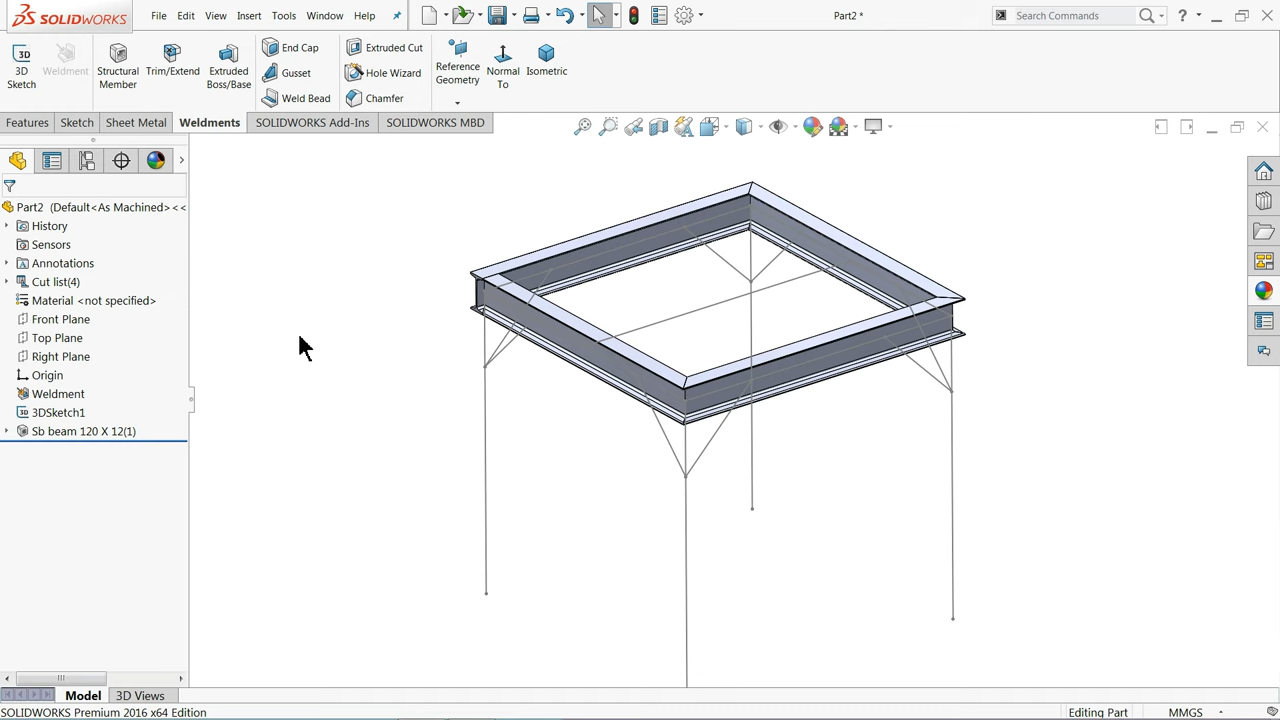 SOLIDWORKS File Edit View Insert Tools Window Help Part2 * Search Commands ?
3D Sketch
Weldment
Structural Member
Trim/Extend
Extruded Boss/Base
End Cap
Gusset
Weld Bead
Extruded Cut
Hole Wizard
Chamfer
Reference Geometry
Normal To
Isometric
Features Sketch Sheet Metal Weldments SOLIDWORKS Add-Ins SOLIDWORKS MBD
Part2 (Default<As Machined><<
History
Sensors
Annotations
Cut list(4)
Material <not specified>
Front Plane
Top Plane
Right Plane
Origin
Weldment
3DSketch1
Sb beam 120 X 12(1)
Model 3D Views
SOLIDWORKS Premium 2016 x64 Edition Editing Part MMGS